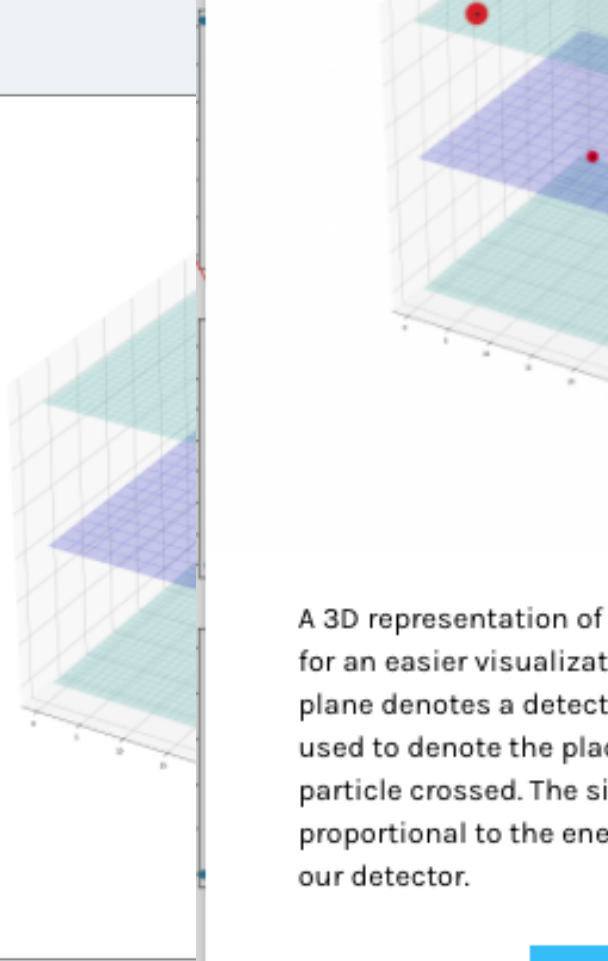 A 3D representation of
for an easier visualizat
plane denotes a detect
used to denote the plac
particle crossed. The si
proportional to the ene
our detector.